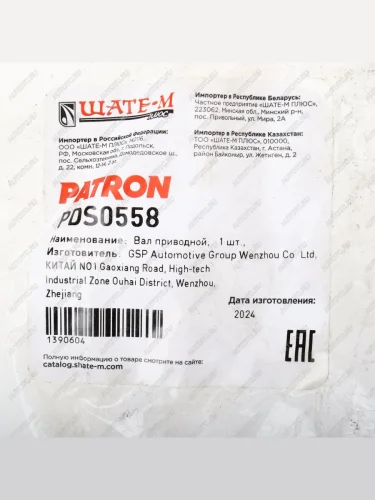 ШАТЕ-М
ПЛЮС
Импортер в Российской Федерации:
ООО «ШАТЕ-М ПЛЮС»,
РФ, Московская обл., г. Подольск,
пос. Сельхозтехника, Домодедовское ш.,
д. 22, комн.
Импортер в Республике Беларусь:
Частное предприятие «ШАТЕ-М ПЛЮС»,
223062, Минская обл., Минский р-н,
пос. Привольный, ул. Мира, 2А
Импортер в Республике Казахстан:
ТОО «ШАТЕ-М ПЛЮС», 010000,
Республика Казахстан, г. Астана,
район Байконыр, ул. Жетиген, д. 2
PATRON
PDS0558
Наименование: Вал приводной, 1 шт.,
Изготовитель: GSP Automotive Group Wenzhou Co Ltd,
КИТАЙ NO1 Gaoxiang Road, High-tech
Industrial Zone Ouhai District, Wenzhou,
Zhejiang
Дата изготовления:
2024
1390604
EAC
Полную информацию о товаре смотрите на сайте:
catalog.shate-m.com